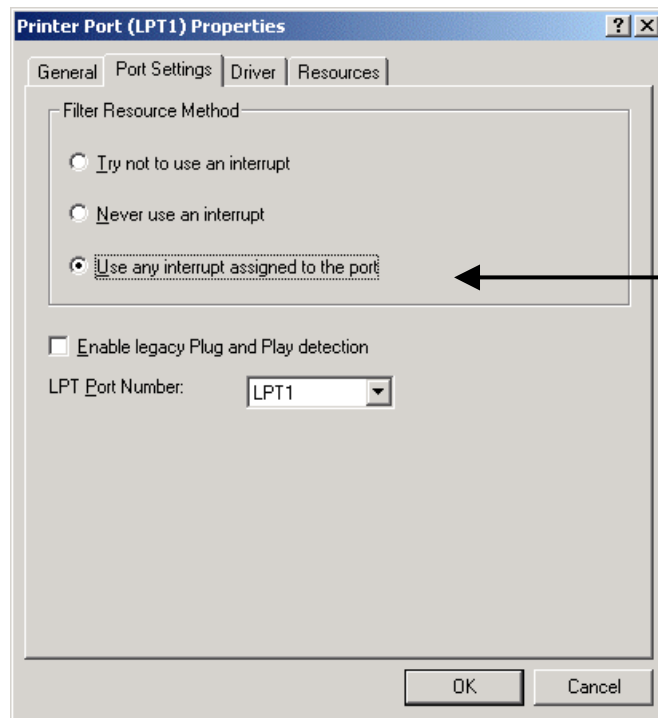 Printer Port (LPT1) Properties
General Port Settings Driver Resources
Filter Resource Method
Try not to use an interrupt
Never use an interrupt
Use any interrupt assigned to the port
Enable legacy Plug and Play detection
LPT Port Number: LPT1
OK Cancel